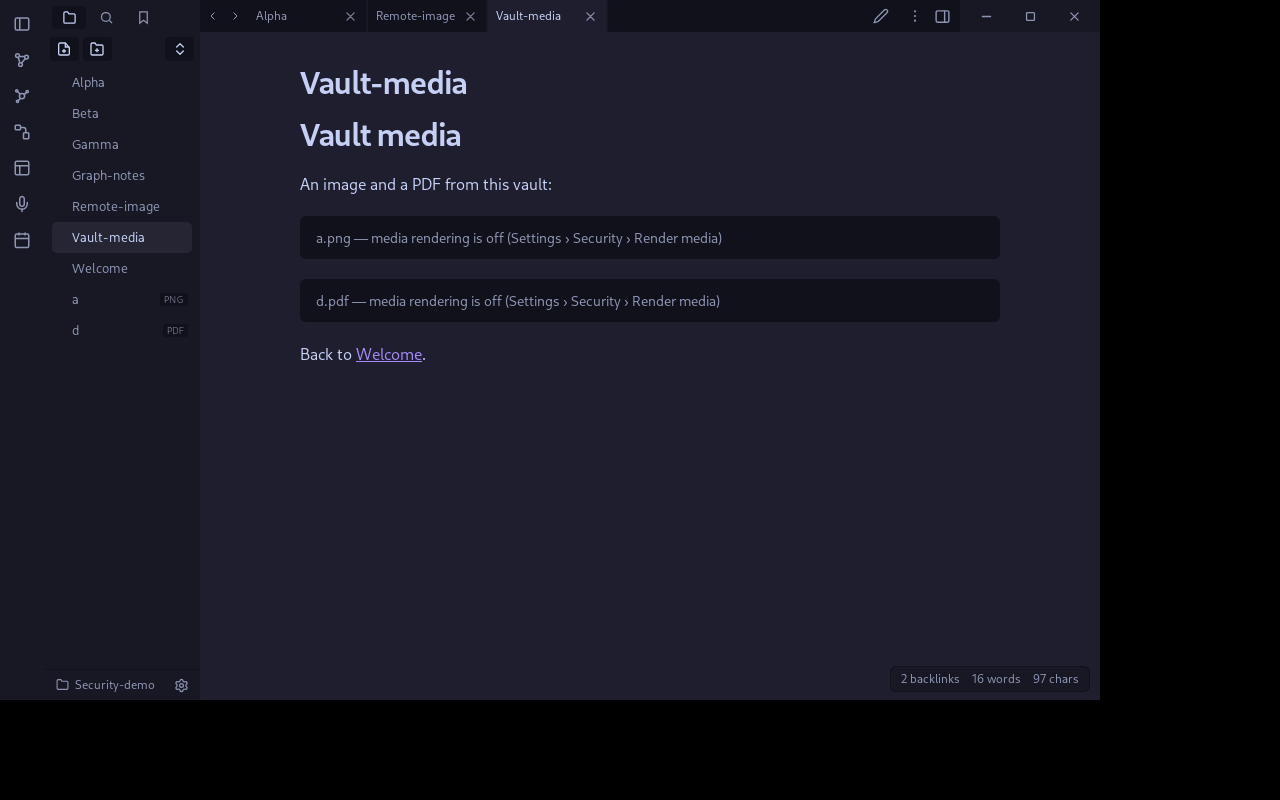 Alpha
Remote-image
Vault-media
Alpha
Beta
Gamma
Graph-notes
Remote-image
Vault-media
Welcome
a PNG
d PDF
Security-demo
Vault-media
Vault media
An image and a PDF from this vault:
a.png — media rendering is off (Settings › Security › Render media)
d.pdf — media rendering is off (Settings › Security › Render media)
Back to Welcome.
2 backlinks 16 words 97 chars